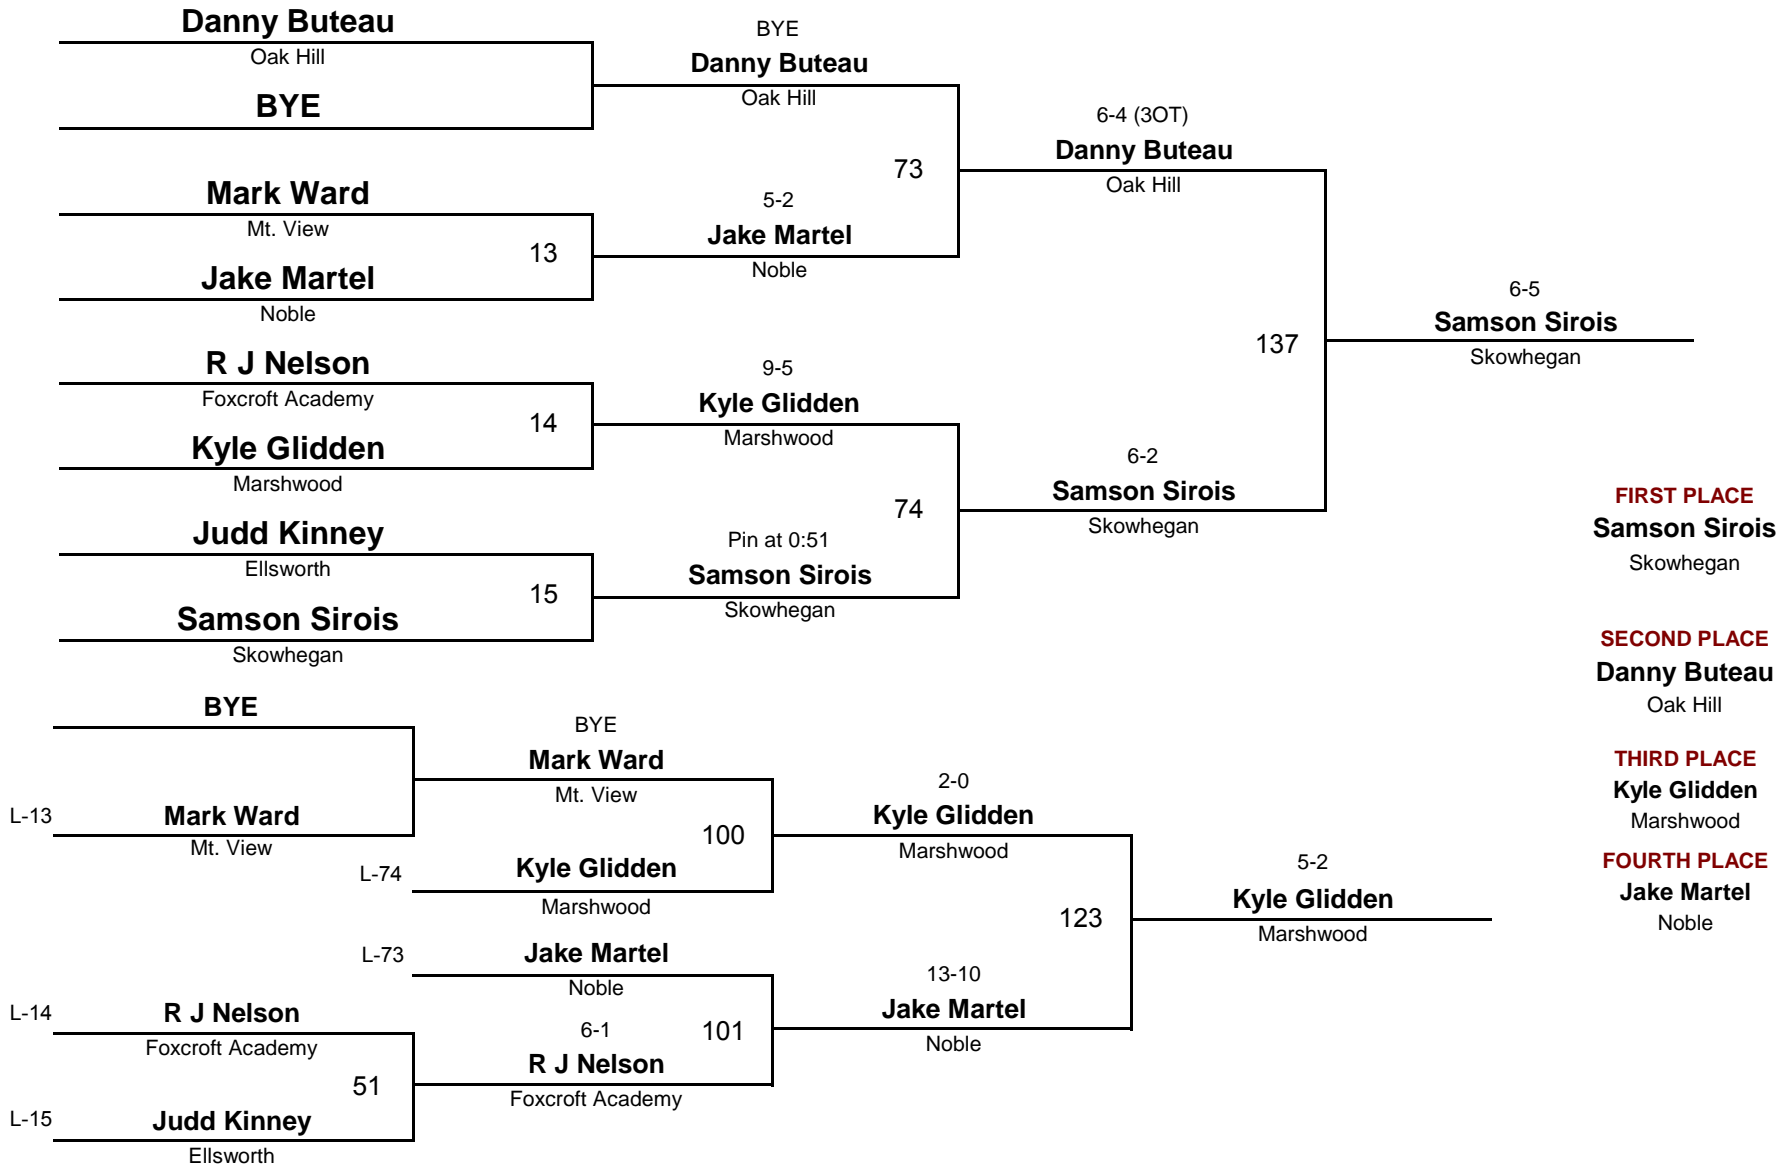 Danny Buteau
Oak Hill
BYE
Mark Ward
Mt. View
13
Jake Martel
Noble
R J Nelson
Foxcroft Academy
14
Kyle Glidden
Marshwood
Judd Kinney
Ellsworth
15
Samson Sirois
Skowhegan
BYE
Danny Buteau
Oak Hill
73
5-2
Jake Martel
Noble
9-5
Kyle Glidden
Marshwood
74
Pin at 0:51
Samson Sirois
Skowhegan
6-4 (3OT)
Danny Buteau
Oak Hill
137
6-2
Samson Sirois
Skowhegan
6-5
Samson Sirois
Skowhegan
FIRST PLACE
Samson Sirois
Skowhegan
SECOND PLACE
Danny Buteau
Oak Hill
THIRD PLACE
Kyle Glidden
Marshwood
FOURTH PLACE
Jake Martel
Noble
BYE
L-13
Mark Ward
Mt. View
L-14
R J Nelson
Foxcroft Academy
51
L-15
Judd Kinney
Ellsworth
BYE
Mark Ward
Mt. View
100
L-74
Kyle Glidden
Marshwood
L-73
Jake Martel
Noble
101
6-1
R J Nelson
Foxcroft Academy
2-0
Kyle Glidden
Marshwood
123
13-10
Jake Martel
Noble
5-2
Kyle Glidden
Marshwood